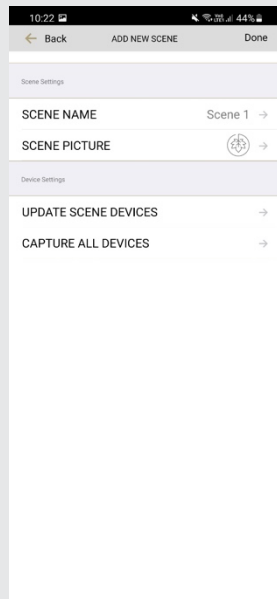 10:22 44%
Back ADD NEW SCENE Done
Scene Settings
SCENE NAME Scene 1
SCENE PICTURE
Device Settings
UPDATE SCENE DEVICES
CAPTURE ALL DEVICES